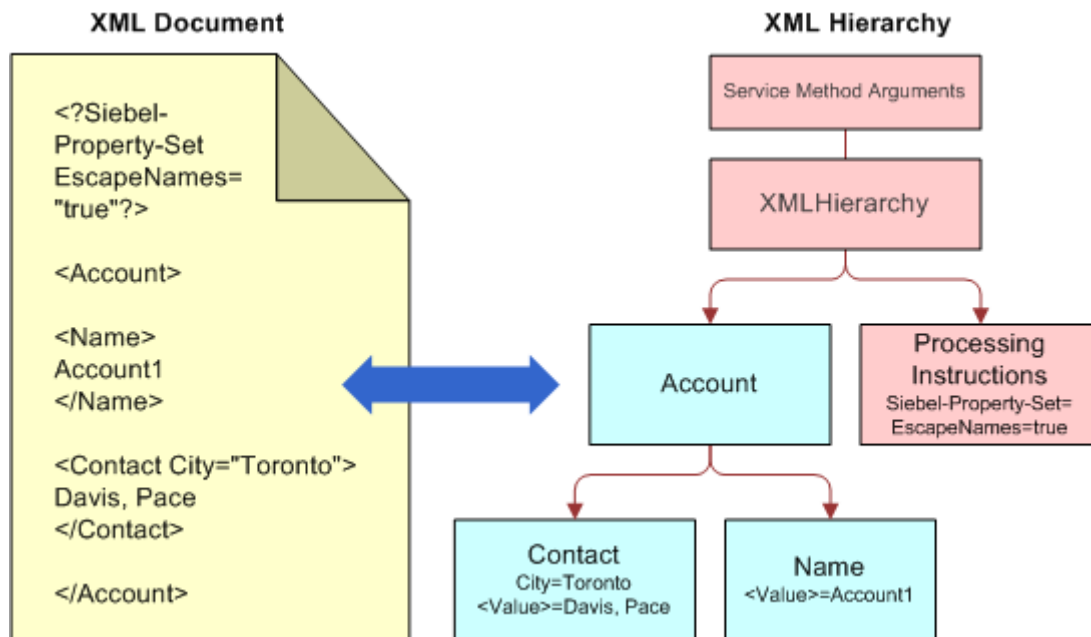 XML Document
<?Siebel-
Property-Set
EscapeNames=
"true"?>
<Account>
<Name>
Account1
</Name>
<Contact City="Toronto">
Davis, Pace
</Contact>
</Account>
XML Hierarchy
Service Method Arguments
XMLHierarchy
Account
Processing
Instructions
Siebel-Property-Set=
EscapeNames=true
Contact
City=Toronto
<Value>=Davis, Pace
Name
<Value>=Account1